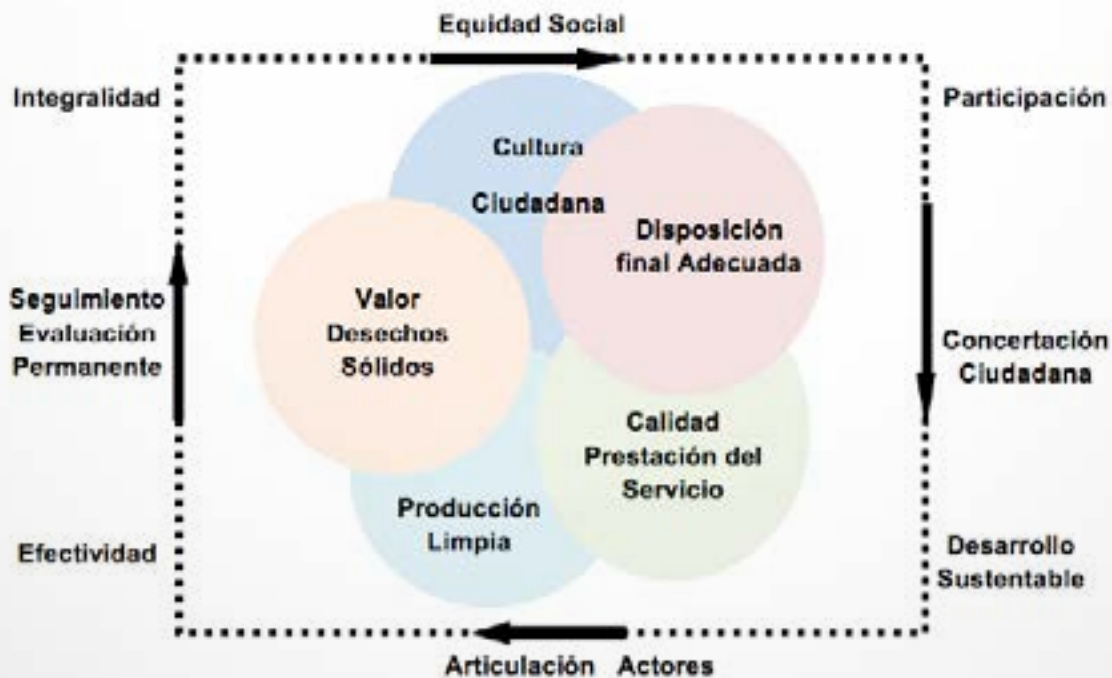 Equidad Social
Integralidad
Participación
Cultura
Ciudadana
Disposición
final Adecuada
Valor
Desechos
Sólidos
Seguimiento
Evaluación
Permanente
Concertación
Ciudadana
Calidad
Prestación del
Servicio
Producción
Limpia
Efectividad
Desarrollo
Sustentable
Articulación Actores